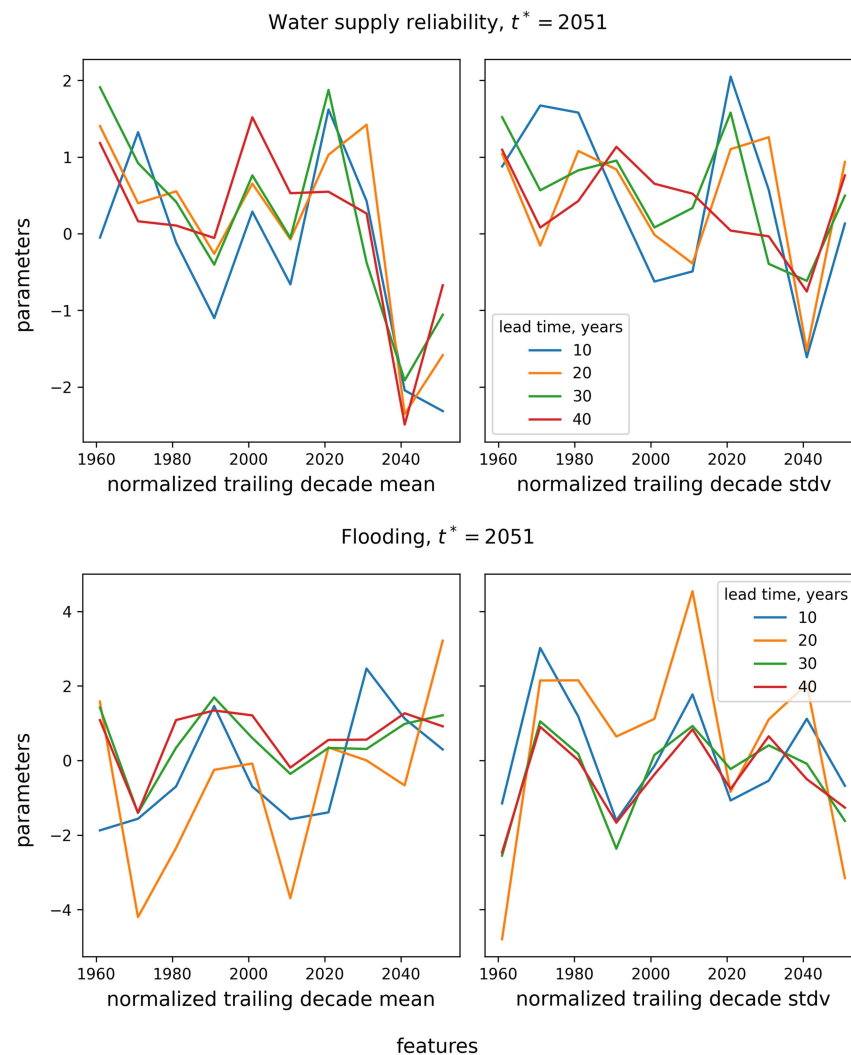 Water supply reliability, t* = 2051
parameters
2
1
0
−1
−2
1960 1980 2000 2020 2040
normalized trailing decade mean
lead time, years
10
20
30
40
1960 1980 2000 2020 2040
normalized trailing decade stdv
Flooding, t* = 2051
parameters
4
2
0
−2
−4
1960 1980 2000 2020 2040
normalized trailing decade mean
lead time, years
10
20
30
40
1960 1980 2000 2020 2040
normalized trailing decade stdv
features